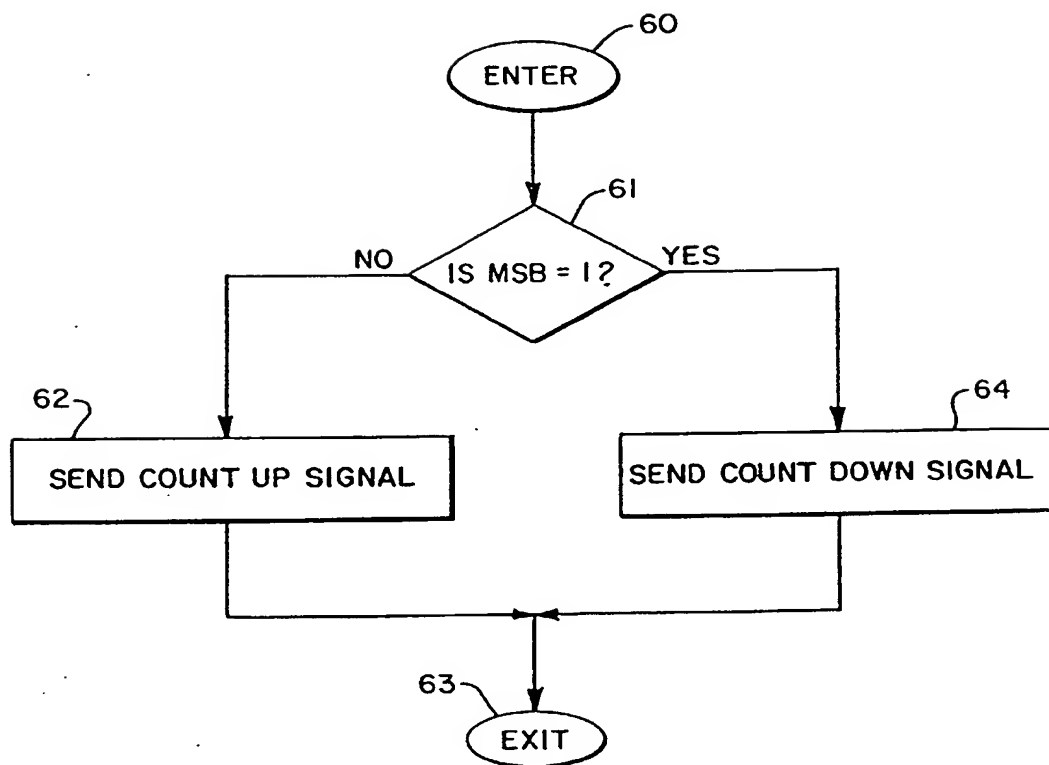 60
ENTER
61
NO
IS MSB = 1?
YES
62
64
SEND COUNT UP SIGNAL
SEND COUNT DOWN SIGNAL
63
EXIT